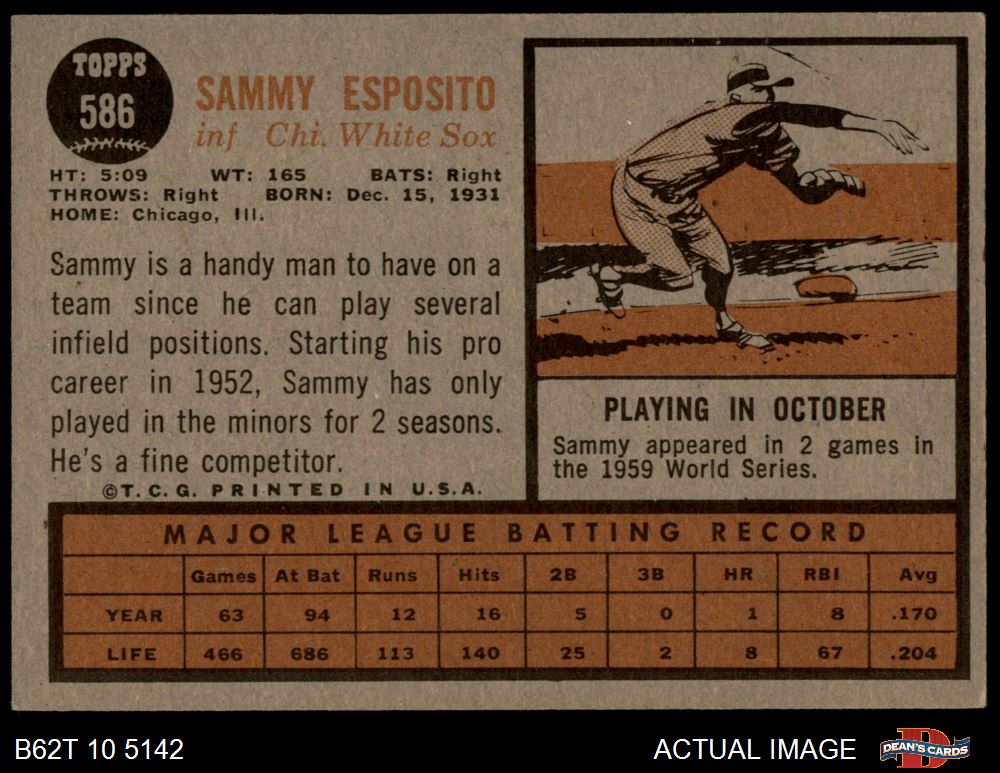 TOPPS
586
SAMMY ESPOSITO
inf Chi. White Sox
HT: 5:09 WT: 165 BATS: Right
THROWS: Right BORN: Dec. 15, 1931
HOME: Chicago, Ill.
Sammy is a handy man to have on a
team since he can play several
infield positions. Starting his pro
career in 1952, Sammy has only
played in the minors for 2 seasons.
He's a fine competitor.
©T.C.G. PRINTED IN U.S.A.
PLAYING IN OCTOBER
Sammy appeared in 2 games in
the 1959 World Series.
MAJOR LEAGUE BATTING RECORD
Games At Bat Runs Hits 2B 3B HR RBI Avg
YEAR 63 94 12 16 5 0 1 8 .170
LIFE 466 686 113 140 25 2 8 67 .204
B62T 10 5142 ACTUAL IMAGE DEAN'S CARDS